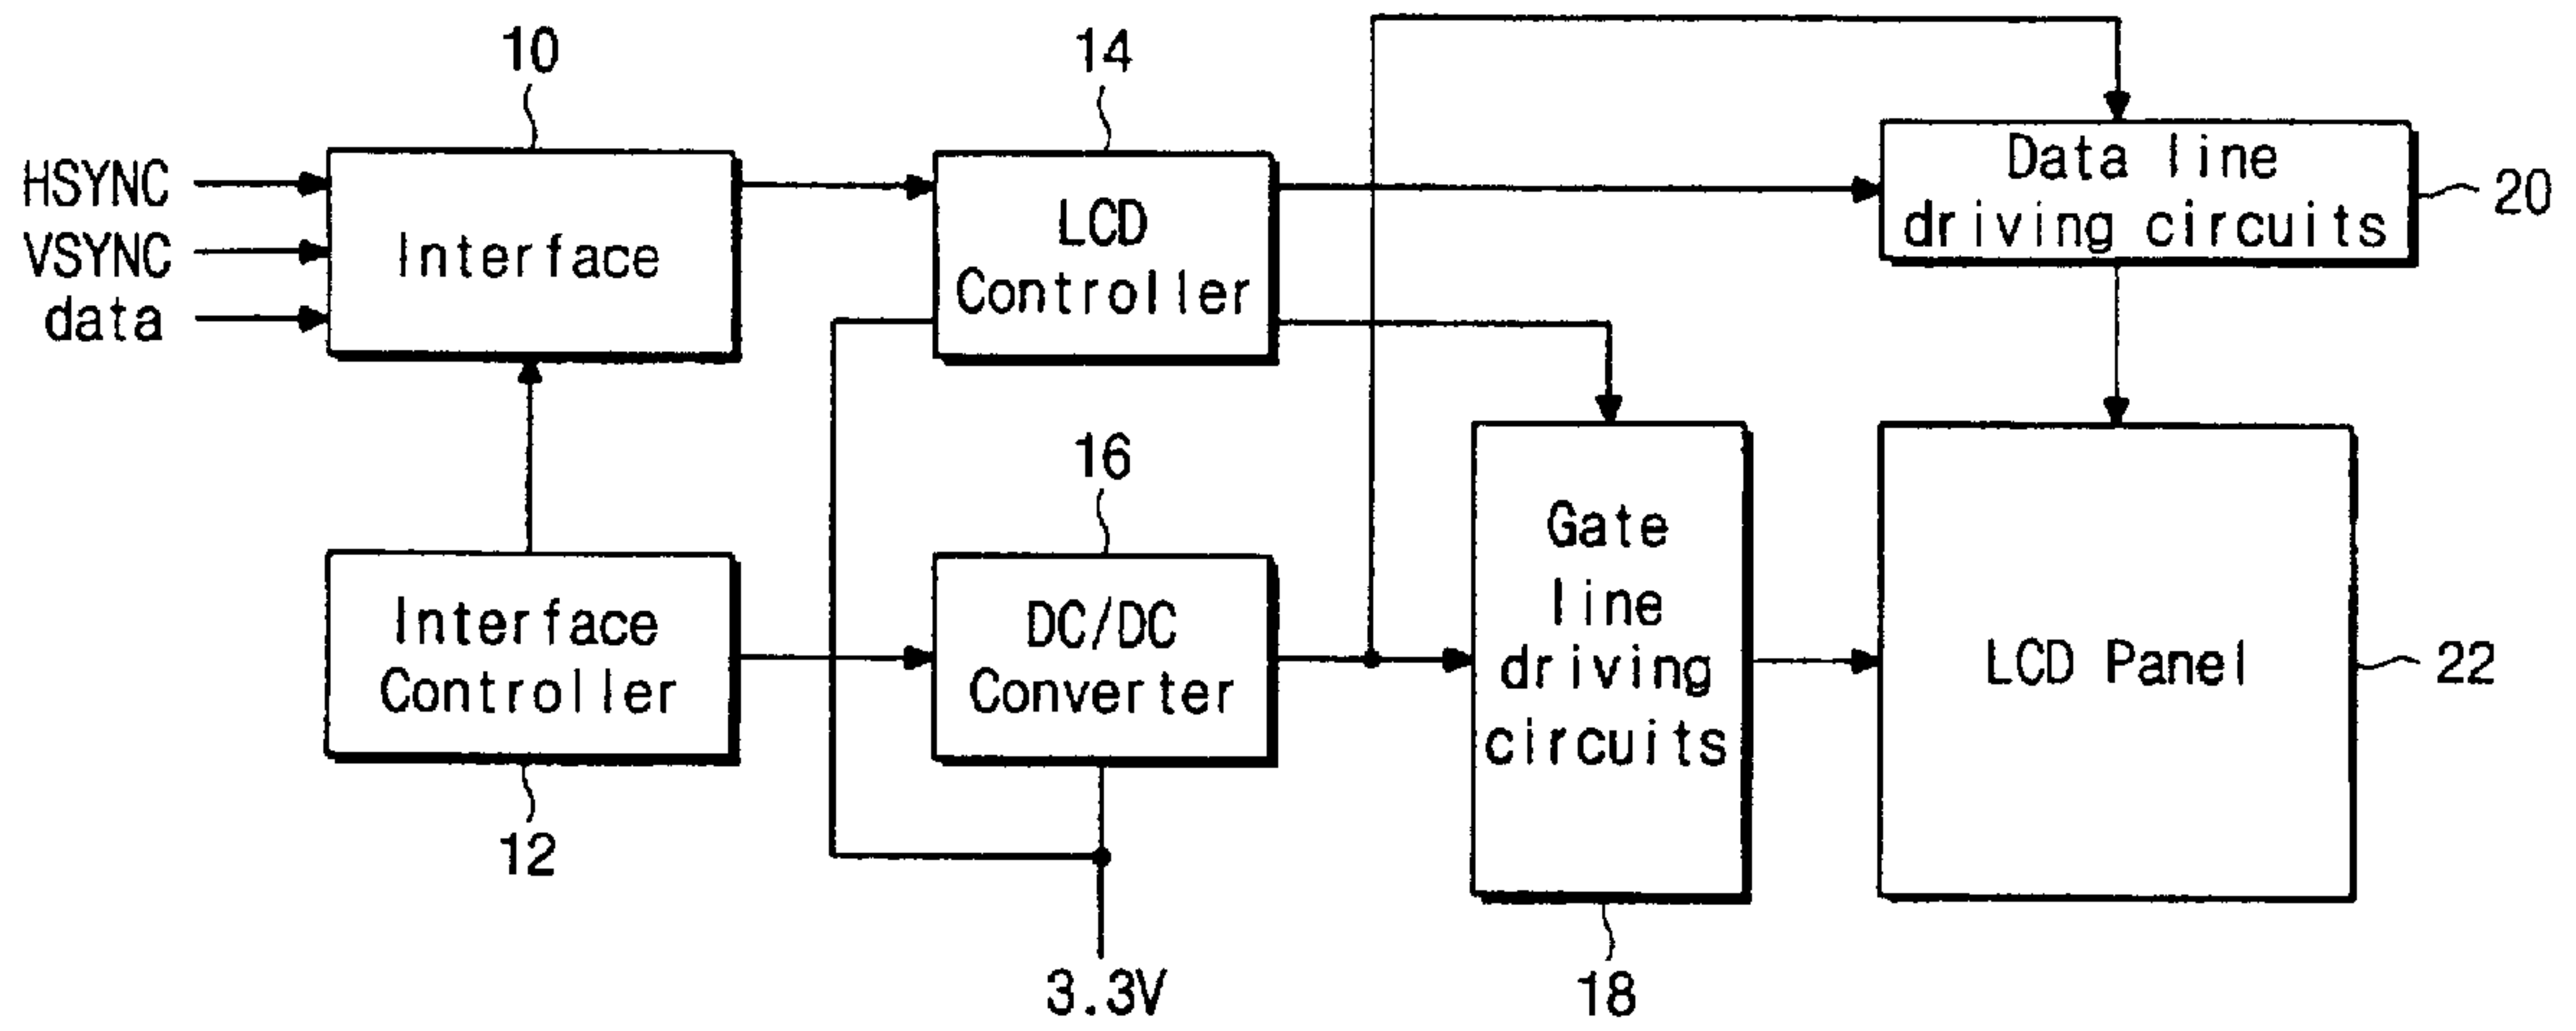 10
14
HSYNC
VSYNC
data
Interface
LCD
Controller
Data line
driving circuits
20
16
Interface
Controller
12
DC/DC
Converter
3.3V
Gate
line
driving
circuits
18
LCD Panel
22